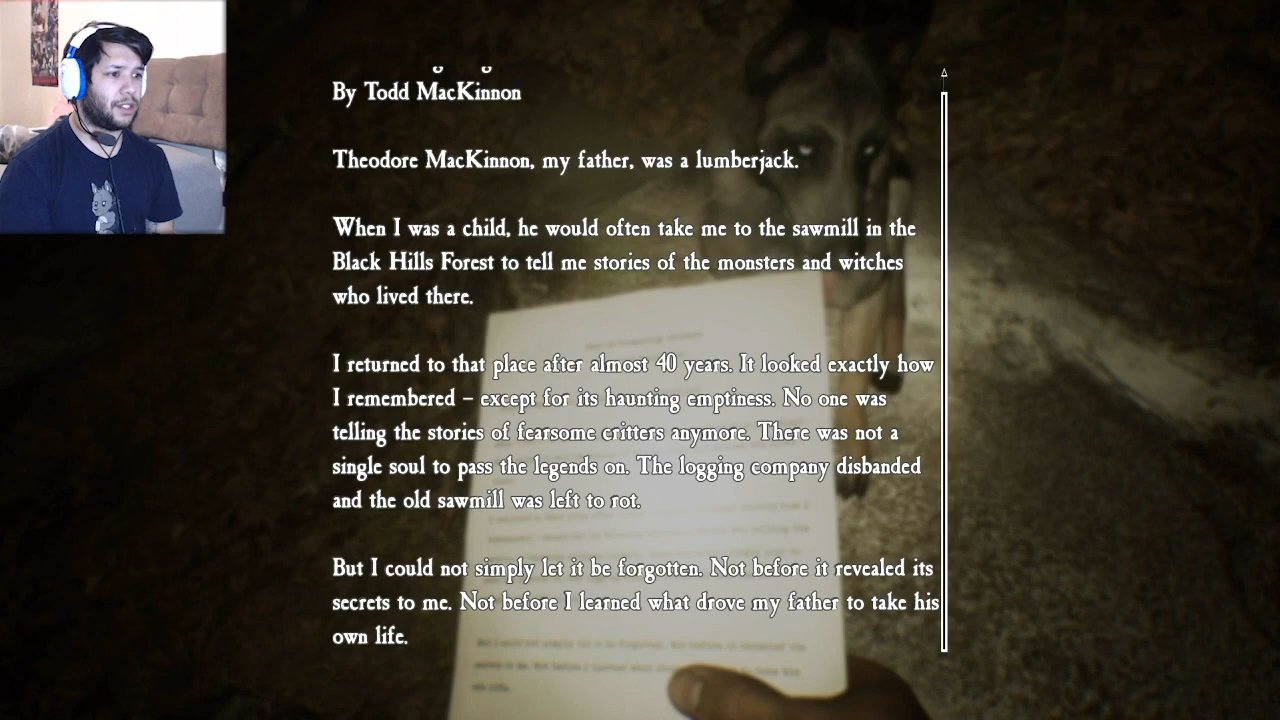 By Todd MacKinnon
Theodore MacKinnon, my father, was a lumberjack.
When I was a child, he would often take me to the sawmill in the
Black Hills Forest to tell me stories of the monsters and witches
who lived there.
I returned to that place after almost 40 years. It looked exactly how
I remembered – except for its haunting emptiness. No one was
telling the stories of fearsome critters anymore. There was not a
single soul to pass the legends on. The logging company disbanded
and the old sawmill was left to rot.
But I could not simply let it be forgotten. Not before it revealed its
secrets to me. Not before I learned what drove my father to take his
own life.